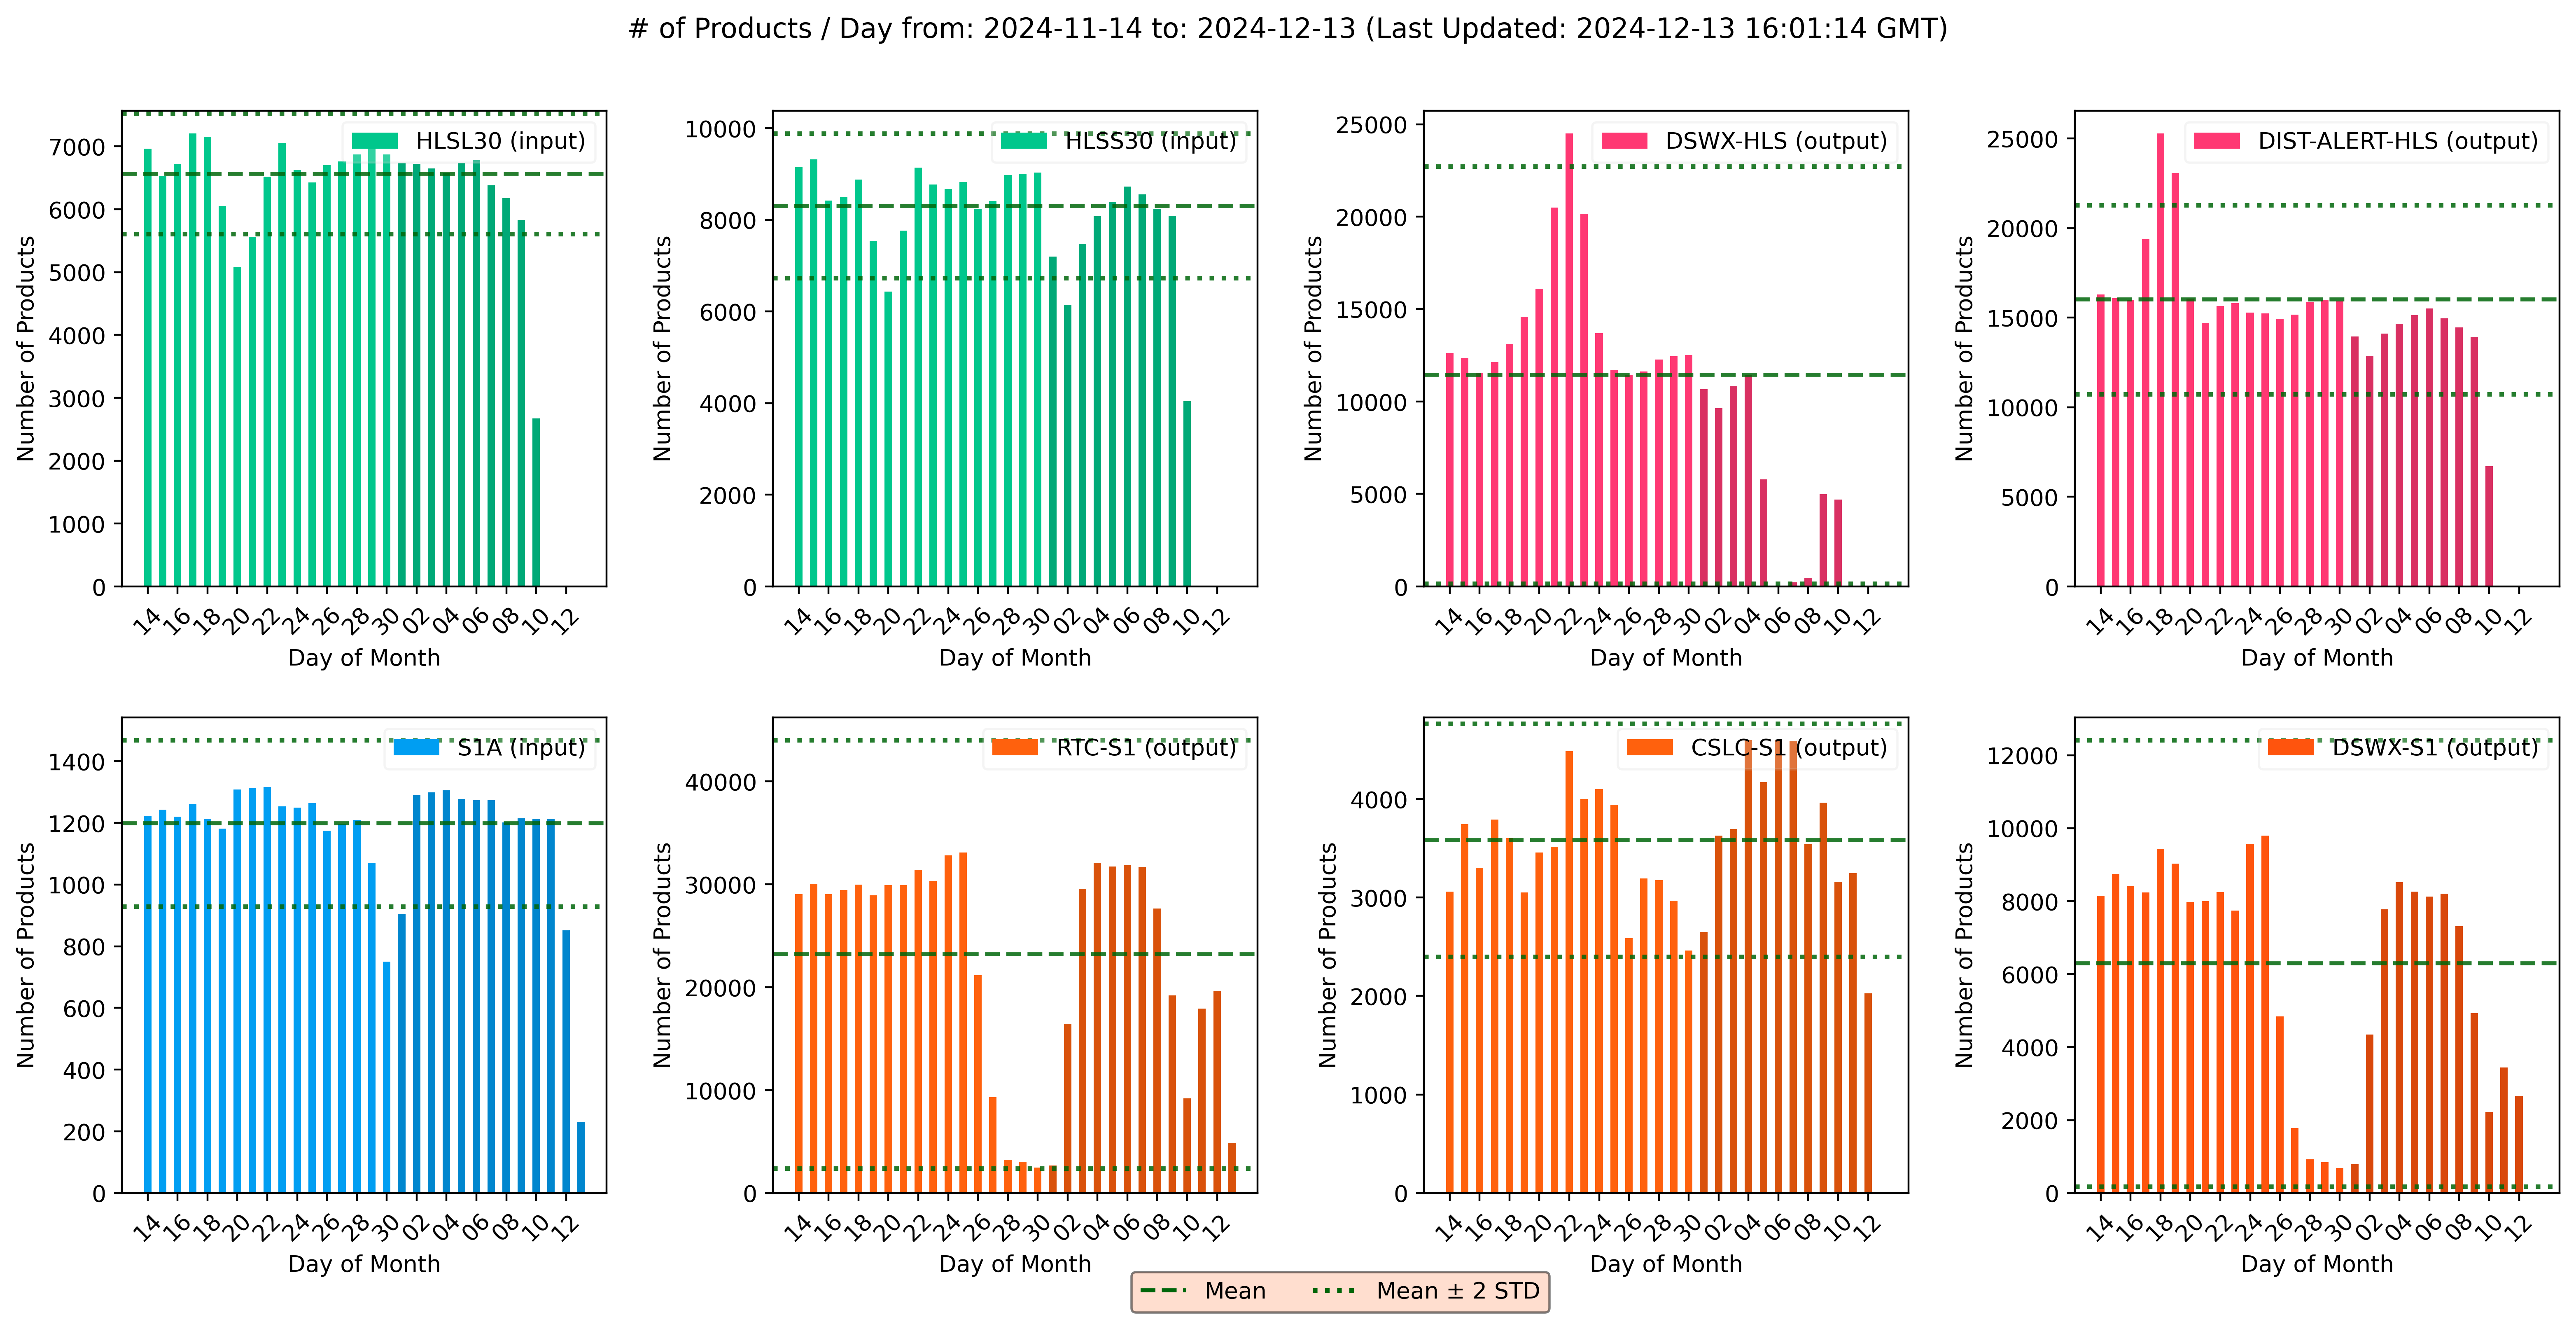 # of Products / Day from: 2024-11-14 to: 2024-12-13 (Last Updated: 2024-12-13 16:01:14 GMT)
HLSL30 (input)
Number of Products
7000
6000
5000
4000
3000
2000
1000
0
14 16 18 20 22 24 26 28 30 02 04 06 08 10 12
Day of Month
HLSS30 (input)
Number of Products
10000
8000
6000
4000
2000
0
14 16 18 20 22 24 26 28 30 02 04 06 08 10 12
Day of Month
DSWX-HLS (output)
Number of Products
25000
20000
15000
10000
5000
0
14 16 18 20 22 24 26 28 30 02 04 06 08 10 12
Day of Month
DIST-ALERT-HLS (output)
Number of Products
25000
20000
15000
10000
5000
0
14 16 18 20 22 24 26 28 30 02 04 06 08 10 12
Day of Month
S1A (input)
Number of Products
1400
1200
1000
800
600
400
200
0
14 16 18 20 22 24 26 28 30 02 04 06 08 10 12
Day of Month
RTC-S1 (output)
Number of Products
40000
30000
20000
10000
0
14 16 18 20 22 24 26 28 30 02 04 06 08 10 12
Day of Month
CSLC-S1 (output)
Number of Products
4000
3000
2000
1000
0
14 16 18 20 22 24 26 28 30 02 04 06 08 10 12
Day of Month
DSWX-S1 (output)
Number of Products
12000
10000
8000
6000
4000
2000
0
14 16 18 20 22 24 26 28 30 02 04 06 08 10 12
Day of Month
Mean
Mean ± 2 STD